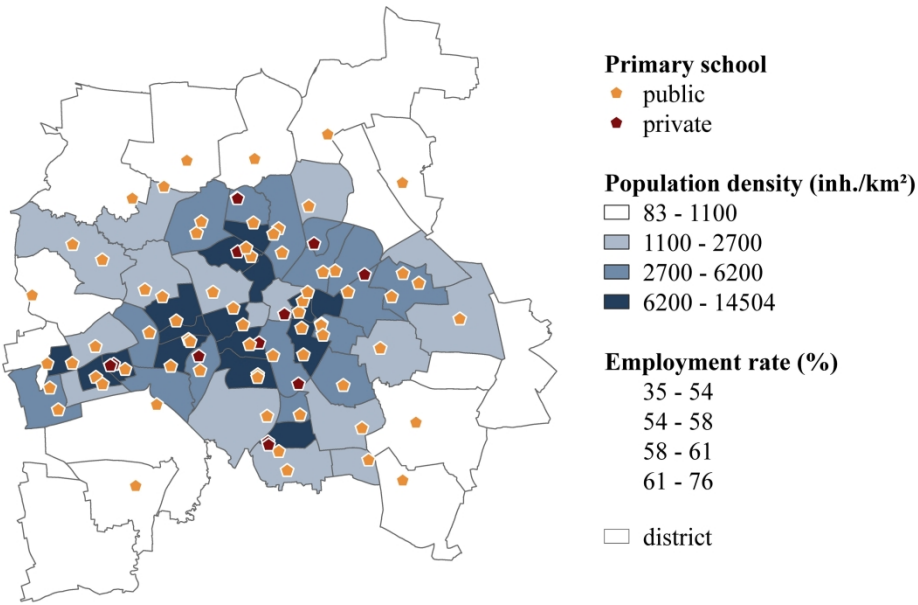 Primary school
public
private
Population density (inh./km²)
83 - 1100
1100 - 2700
2700 - 6200
6200 - 14504
Employment rate (%)
35 - 54
54 - 58
58 - 61
61 - 76
district